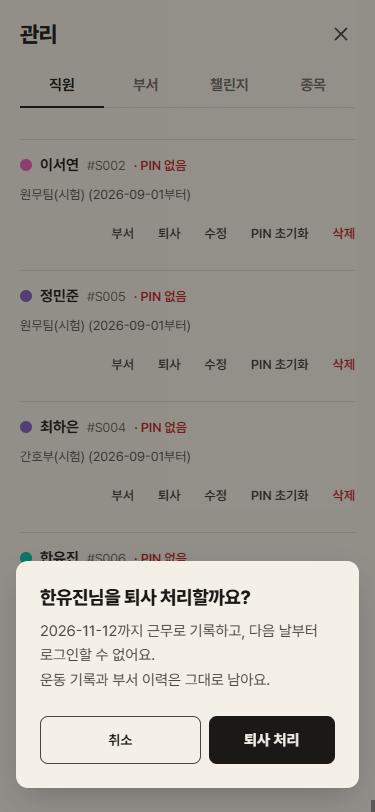 관리
직원 부서 챌린지 종목
이서연 #S002 · PIN 없음
원무팀(시험) (2026-09-01부터)
부서 퇴사 수정 PIN 초기화 삭제
정민준 #S005 · PIN 없음
원무팀(시험) (2026-09-01부터)
부서 퇴사 수정 PIN 초기화 삭제
최하은 #S004 · PIN 없음
간호부(시험) (2026-09-01부터)
부서 퇴사 수정 PIN 초기화 삭제
한유진 #S006 · PIN 없음
한유진님을 퇴사 처리할까요?
2026-11-12까지 근무로 기록하고, 다음 날부터
로그인할 수 없어요.
운동 기록과 부서 이력은 그대로 남아요.
취소 퇴사 처리